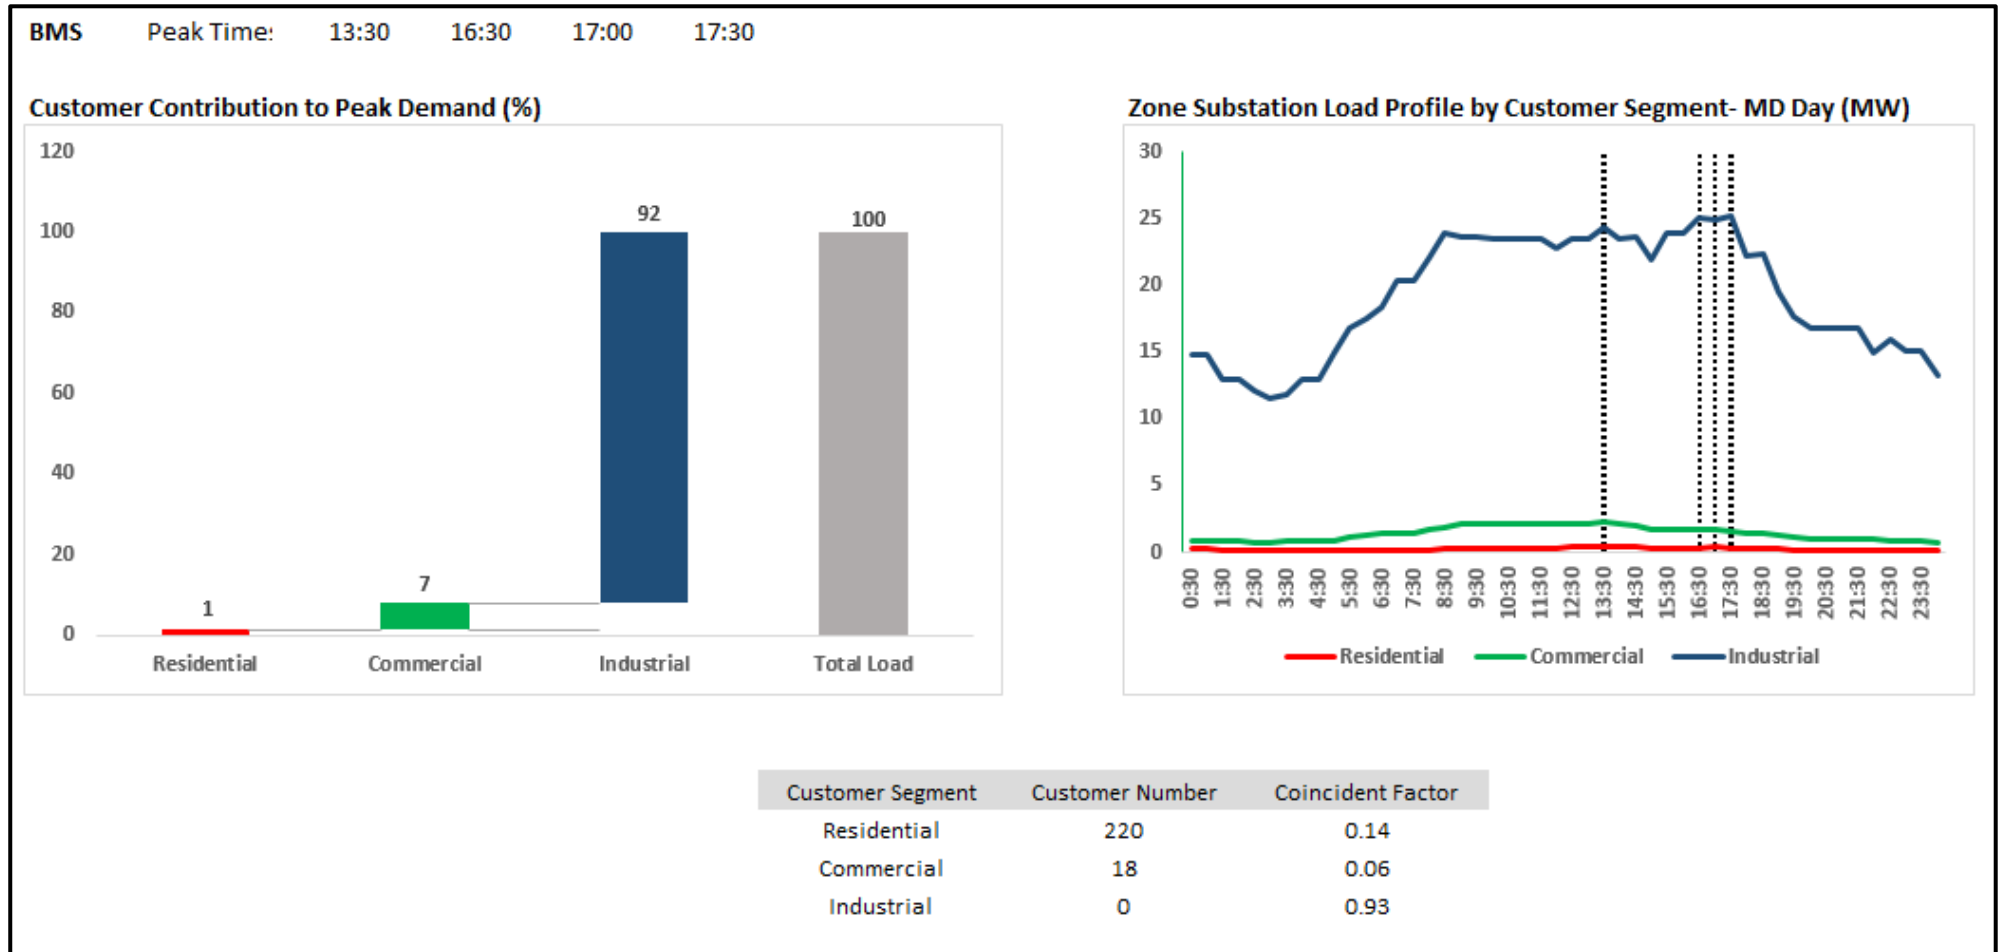 BMS Peak Time: 13:30 16:30 17:00 17:30
Customer Contribution to Peak Demand (%)
120
100
80
60
40
20
0
1
7
92
100
Residential Commercial Industrial Total Load
Zone Substation Load Profile by Customer Segment- MD Day (MW)
30
25
20
15
10
5
0
0:30 1:30 2:30 3:30 4:30 5:30 6:30 7:30 8:30 9:30 10:30 11:30 12:30 13:30 14:30 15:30 16:30 17:30 18:30 19:30 20:30 21:30 22:30 23:30
Residential Commercial Industrial
Customer Segment Customer Number Coincident Factor
Residential 220 0.14
Commercial 18 0.06
Industrial 0 0.93